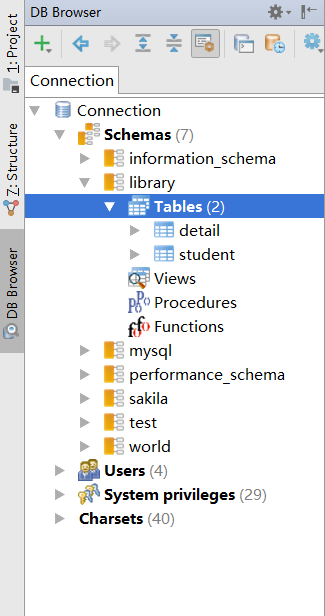 DB Browser
1: Project
Z: Structure
DB Browser
Connection
Connection
Schemas (7)
information_schema
library
Tables (2)
detail
student
Views
Procedures
Functions
mysql
performance_schema
sakila
test
world
Users (4)
System privileges (29)
Charsets (40)